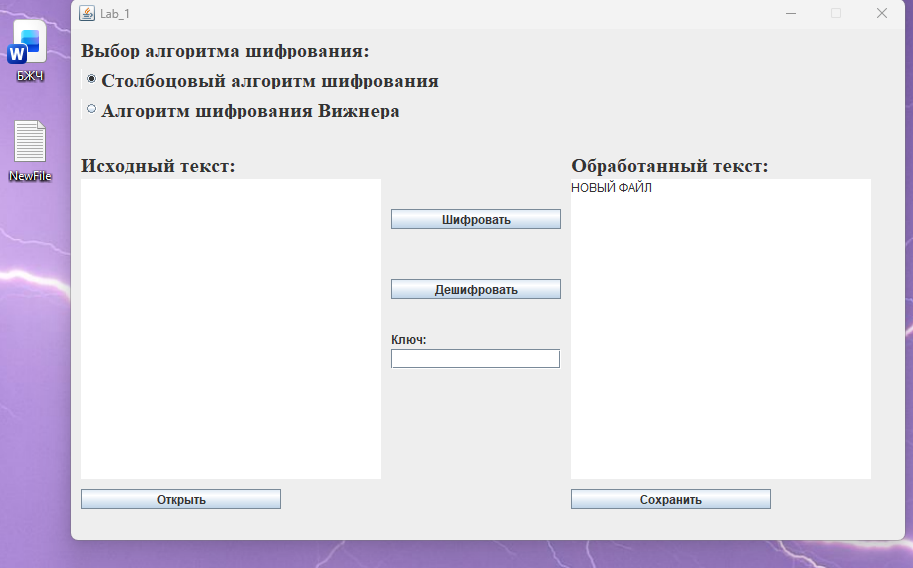 Lab_1
БЖЧ
NewFile
Выбор алгоритма шифрования:
Столбоцовый алгоритм шифрования
Алгоритм шифрования Вижнера
Исходный текст:
Обработанный текст:
НОВЫЙ ФАЙЛ
Шифровать
Дешифровать
Ключ:
Открыть
Сохранить